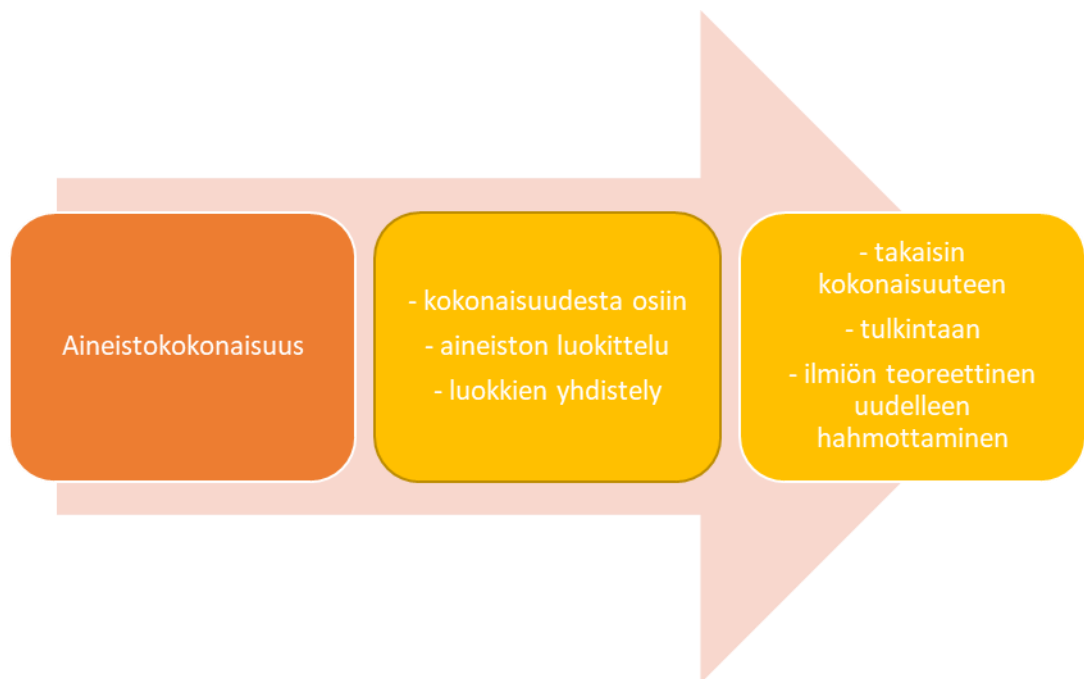 Aineistokokonaisuus
- kokonaisuudesta osiin
- aineiston luokittelu
- luokkien yhdistely
- takaisin
kokonaisuuteen
- tulkintaan
- ilmiön teoreettinen
uudelleen
hahmottaminen